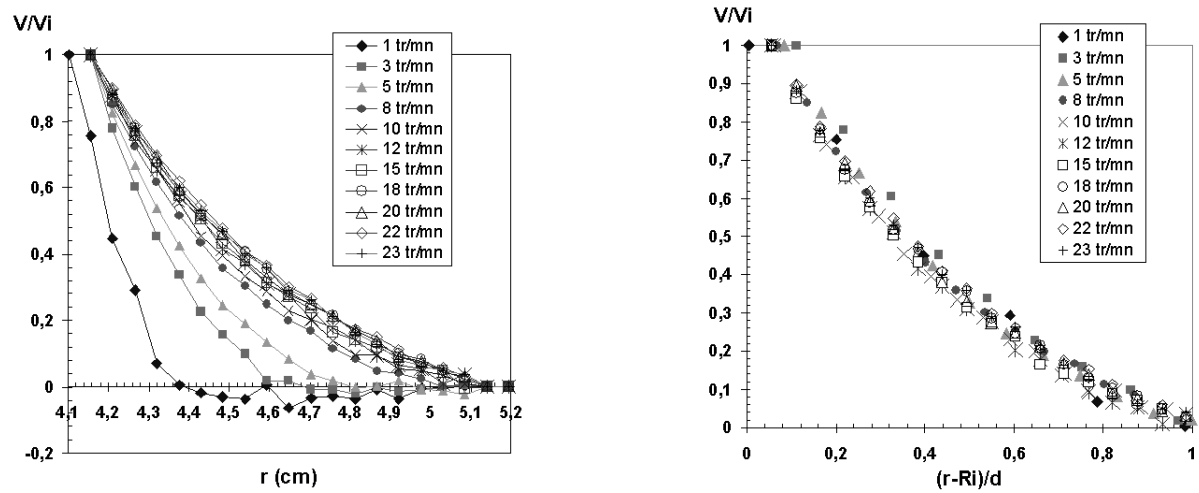 V/Vi
1
0,8
0,6
0,4
0,2
0
-0,2
4,1 4,2 4,3 4,4 4,5 4,6 4,7 4,8 4,9 5 5,1 5,2
r (cm)
1 tr/mn
3 tr/mn
5 tr/mn
8 tr/mn
10 tr/mn
12 tr/mn
15 tr/mn
18 tr/mn
20 tr/mn
22 tr/mn
23 tr/mn
V/Vi
1
0,9
0,8
0,7
0,6
0,5
0,4
0,3
0,2
0,1
0
0 0,2 0,4 0,6 0,8 1
(r-Ri)/d
1 tr/mn
3 tr/mn
5 tr/mn
8 tr/mn
10 tr/mn
12 tr/mn
15 tr/mn
18 tr/mn
20 tr/mn
22 tr/mn
23 tr/mn